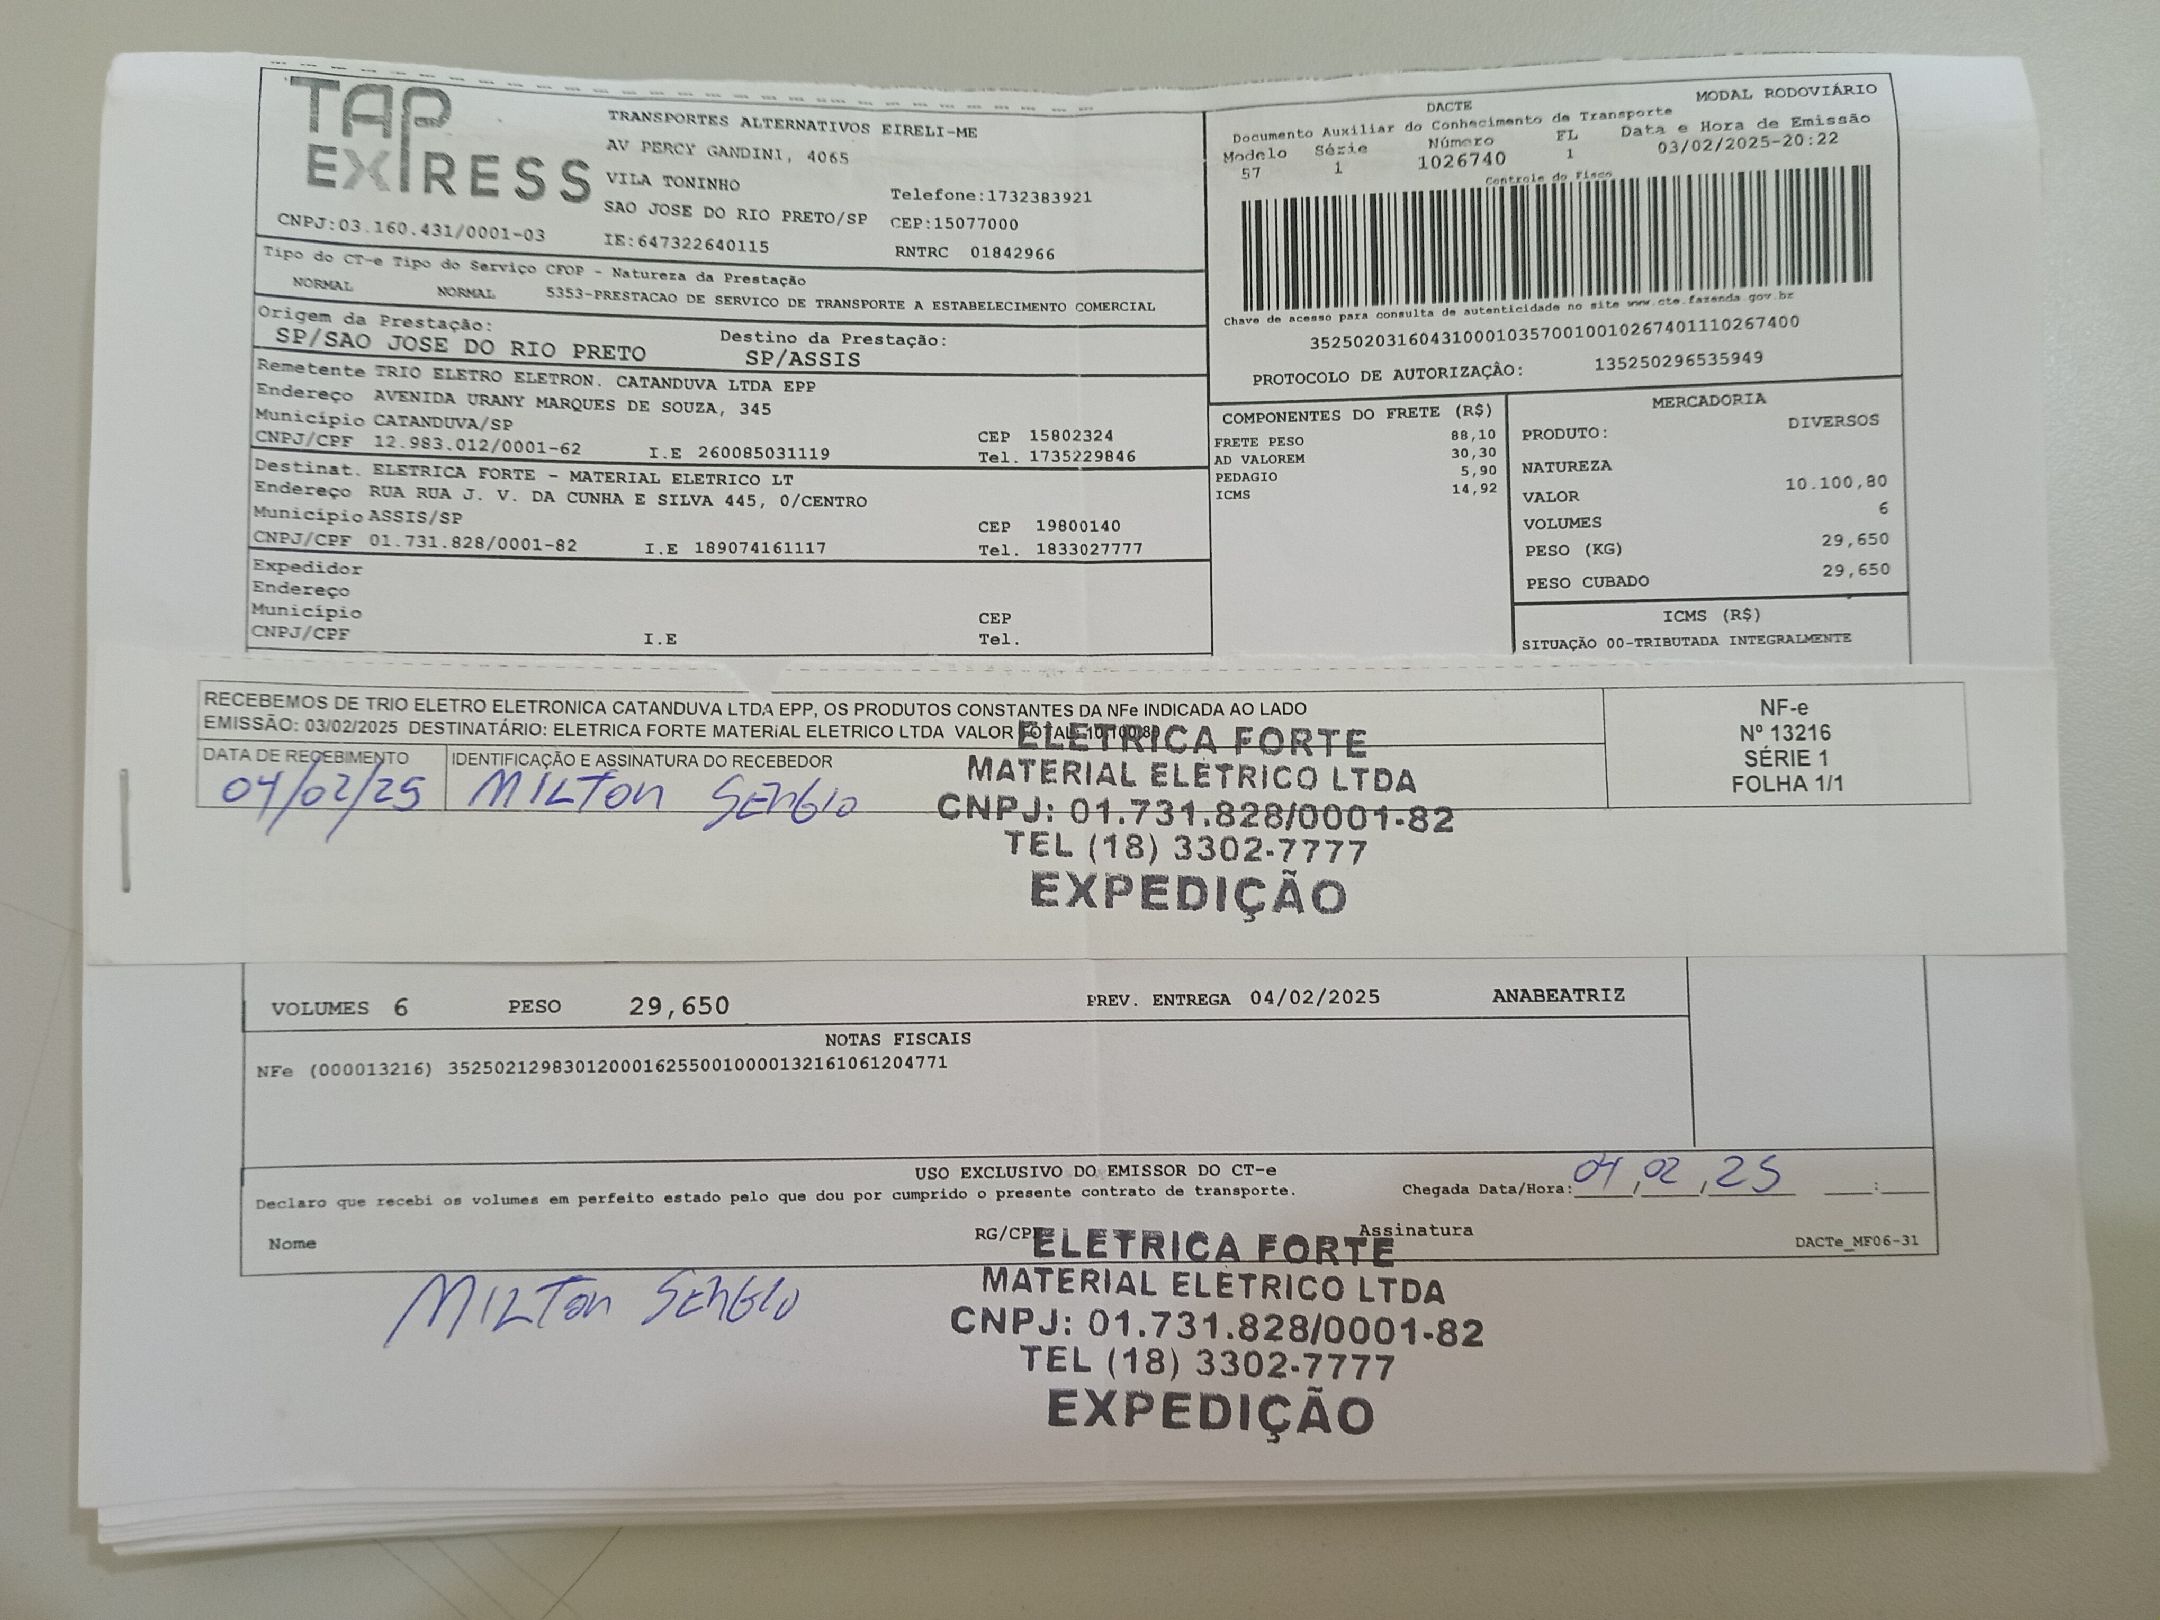 TAP EXPRESS
TRANSPORTES ALTERNATIVOS EIRELI-ME
AV PERCY GANDINI, 4065
VILA TONINHO
Telefone:1732383921
SAO JOSE DO RIO PRETO/SP CEP:15077000
CNPJ:03.160.431/0001-03 IE:647322640115 RNTRC 01842966
Tipo do CT-e Tipo do Serviço CFOP - Natureza da Prestação
NORMAL NORMAL 5353-PRESTACAO DE SERVICO DE TRANSPORTE A ESTABELECIMENTO COMERCIAL
Origem da Prestação: Destino da Prestação:
SP/SAO JOSE DO RIO PRETO SP/ASSIS
Remetente TRIO ELETRO ELETRON. CATANDUVA LTDA EPP
Endereço AVENIDA URANY MARQUES DE SOUZA, 345
Município CATANDUVA/SP CEP 15802324
CNPJ/CPF 12.983.012/0001-62 I.E 260085031119 Tel. 1735229846
Destinat. ELETRICA FORTE - MATERIAL ELETRICO LT
Endereço RUA RUA J. V. DA CUNHA E SILVA 445, 0/CENTRO
Município ASSIS/SP CEP 19800140
CNPJ/CPF 01.731.828/0001-82 I.E 189074161117 Tel. 1833027777
Expedidor
Endereço
Município CEP
CNPJ/CPF I.E Tel.
DACTE MODAL RODOVIÁRIO
Documento Auxiliar do Conhecimento de Transporte
Modelo Série Número FL Data e Hora de Emissão
57 1 1026740 1 03/02/2025-20:22
Controle do Fisco
Chave de acesso para consulta de autenticidade no site www.cte.fazenda.gov.br
35250203160431000103570010010267401110267400
PROTOCOLO DE AUTORIZAÇÃO: 135250296535949
COMPONENTES DO FRETE (R$)
FRETE PESO 88,10
AD VALOREM 30,30
PEDAGIO 5,90
ICMS 14,92
MERCADORIA
PRODUTO: DIVERSOS
NATUREZA
VALOR 10.100,80
VOLUMES 6
PESO (KG) 29,650
PESO CUBADO 29,650
ICMS (R$)
SITUAÇÃO 00-TRIBUTADA INTEGRALMENTE
RECEBEMOS DE TRIO ELETRO ELETRONICA CATANDUVA LTDA EPP, OS PRODUTOS CONSTANTES DA NFe INDICADA AO LADO
EMISSÃO: 03/02/2025 DESTINATÁRIO: ELETRICA FORTE MATERIAL ELETRICO LTDA VALOR TOTAL
DATA DE RECEBIMENTO IDENTIFICAÇÃO E ASSINATURA DO RECEBEDOR
04/02/25 MILTON SERGIO
NF-e
Nº 13216
SÉRIE 1
FOLHA 1/1
ELETRICA FORTE
MATERIAL ELETRICO LTDA
CNPJ: 01.731.828/0001-82
TEL (18) 3302-7777
EXPEDIÇÃO
VOLUMES 6 PESO 29,650 PREV. ENTREGA 04/02/2025 ANABEATRIZ
NOTAS FISCAIS
NFe (000013216) 35250212983012000162550010000132161061204771
USO EXCLUSIVO DO EMISSOR DO CT-e
Declaro que recebi os volumes em perfeito estado pelo que dou por cumprido o presente contrato de transporte. Chegada Data/Hora: 04,02,25 :
Nome RG/CPF Assinatura DACTe_MF06-31
MILTON SERGIO
ELETRICA FORTE
MATERIAL ELETRICO LTDA
CNPJ: 01.731.828/0001-82
TEL (18) 3302-7777
EXPEDIÇÃO